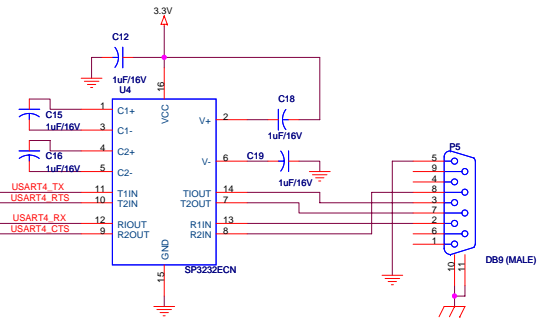 3.3V
C12
1uF/16V
U4
16
VCC
C15
1uF/16V
1
C1+
3
C1-
C16
1uF/16V
4
C2+
5
C2-
V+
2
C18
1uF/16V
V-
6
C19
1uF/16V
USART4_TX
11
T1IN
USART4_RTS
10
T2IN
TIOUT
14
T2OUT
7
USART4_RX
12
RIOUT
USART4_CTS
9
R2OUT
R1IN
13
R2IN
8
GND
15
SP3232ECN
P5
5
9
4
8
3
7
2
6
1
10
11
DB9 (MALE)